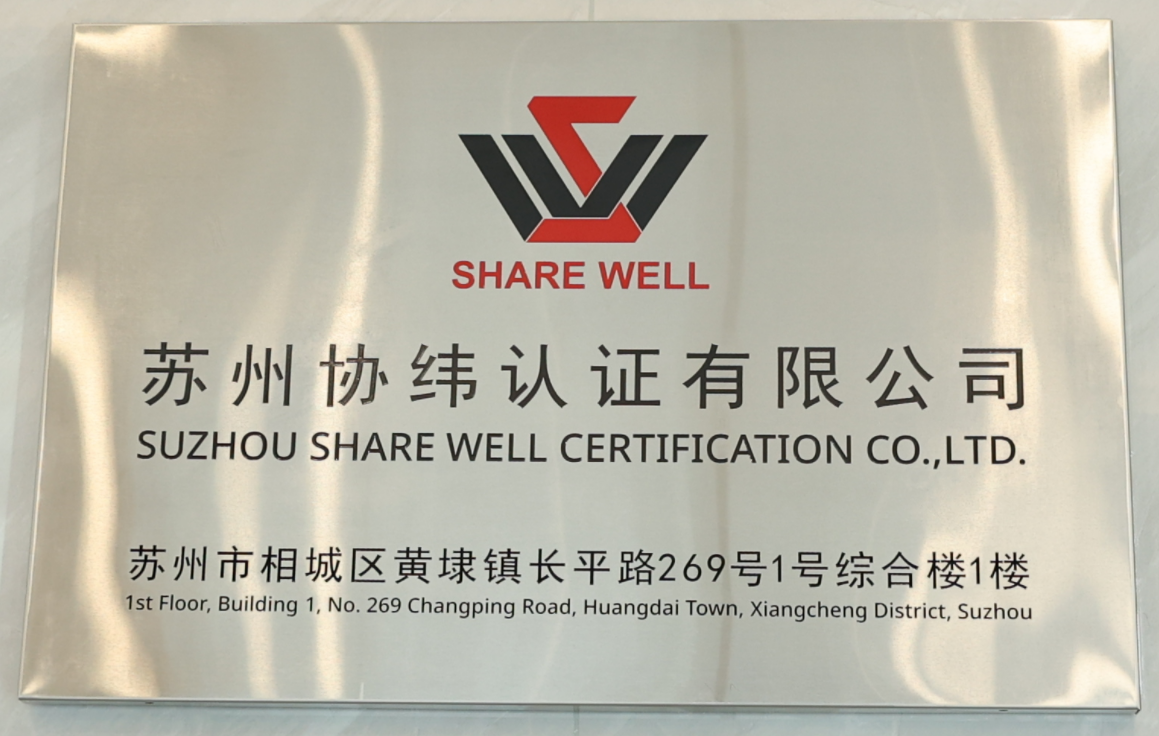 SHARE WELL
苏州协纬认证有限公司
SUZHOU SHARE WELL CERTIFICATION CO.,LTD.
苏州市相城区黄埭镇长平路269号1号综合楼1楼
1st Floor, Building 1, No. 269 Changping Road, Huangdai Town, Xiangcheng District, Suzhou